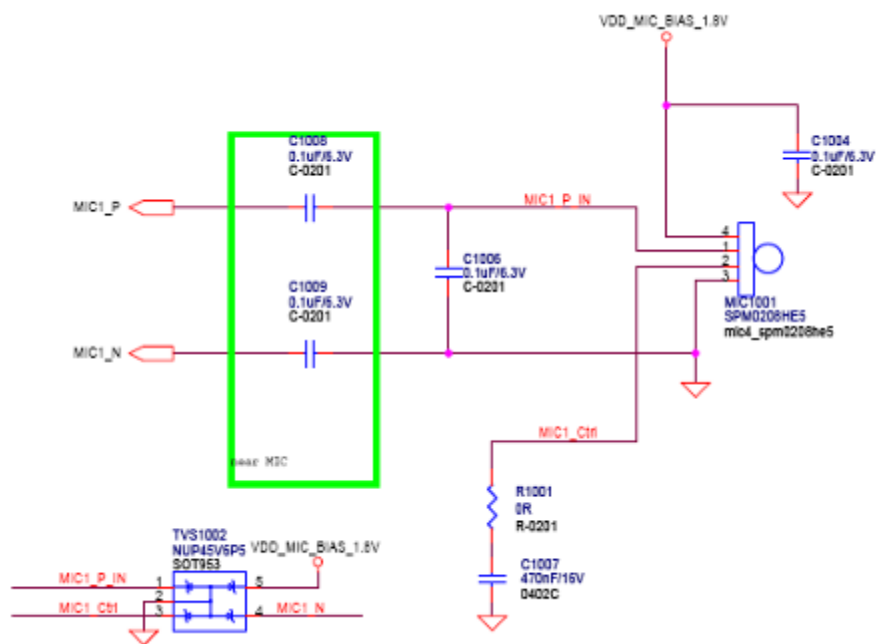 VDD_MIC_BIAS_1.8V
C1008
0.1uF/6.3V
C-0201
C1004
0.1uF/6.3V
C-0201
MIC1_P
MIC1_P_IN
4
1
2
3
C1006
0.1uF/6.3V
C-0201
C1009
0.1uF/6.3V
C-0201
MIC1001
SPM0208HE5
mic4_spm0208he5
MIC1_N
MIC1_Ctrl
near MIC
R1001
0R
R-0201
TVS1002
NUP45V6P5
SOT953
VDD_MIC_BIAS_1.8V
C1007
470nF/16V
0402C
MIC1_P_IN
1
5
2
MIC1_Ctrl
3
4
MIC1_N